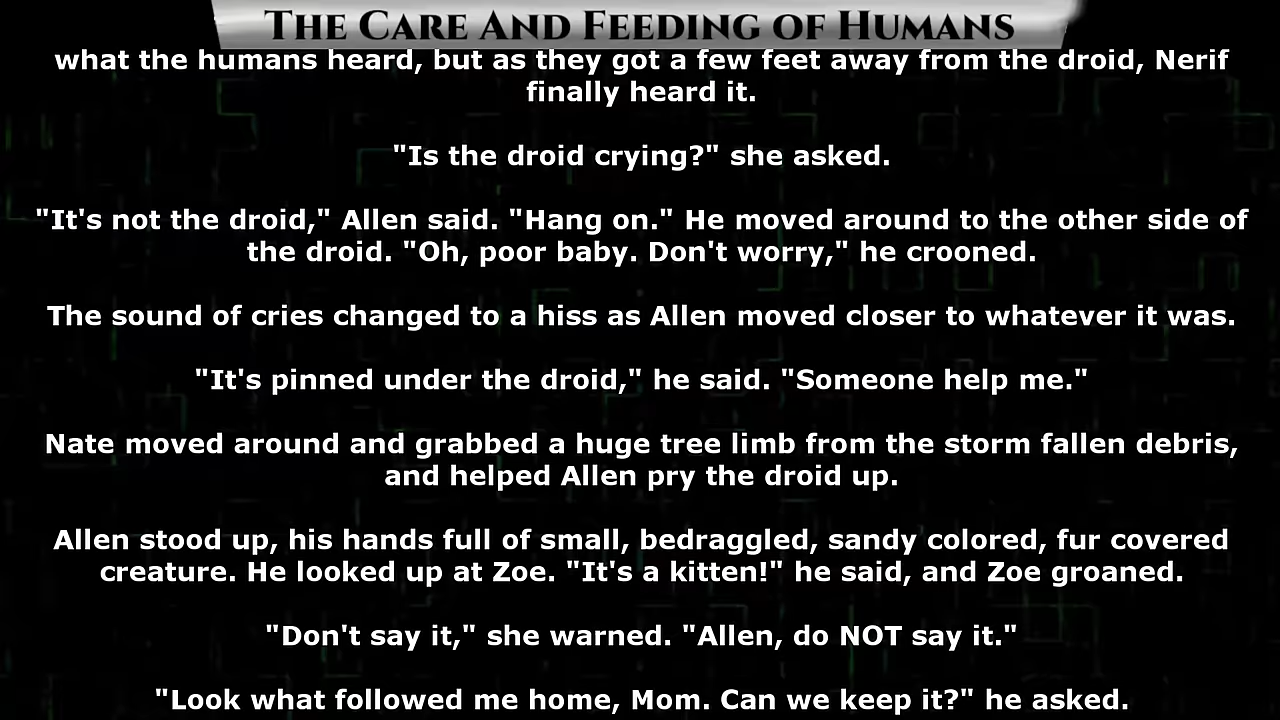 The Care And Feeding of Humans
what the humans heard, but as they got a few feet away from the droid, Nerif
finally heard it.
"Is the droid crying?" she asked.
"It's not the droid," Allen said. "Hang on." He moved around to the other side of
the droid. "Oh, poor baby. Don't worry," he crooned.
The sound of cries changed to a hiss as Allen moved closer to whatever it was.
"It's pinned under the droid," he said. "Someone help me."
Nate moved around and grabbed a huge tree limb from the storm fallen debris,
and helped Allen pry the droid up.
Allen stood up, his hands full of small, bedraggled, sandy colored, fur covered
creature. He looked up at Zoe. "It's a kitten!" he said, and Zoe groaned.
"Don't say it," she warned. "Allen, do NOT say it."
"Look what followed me home, Mom. Can we keep it?" he asked.